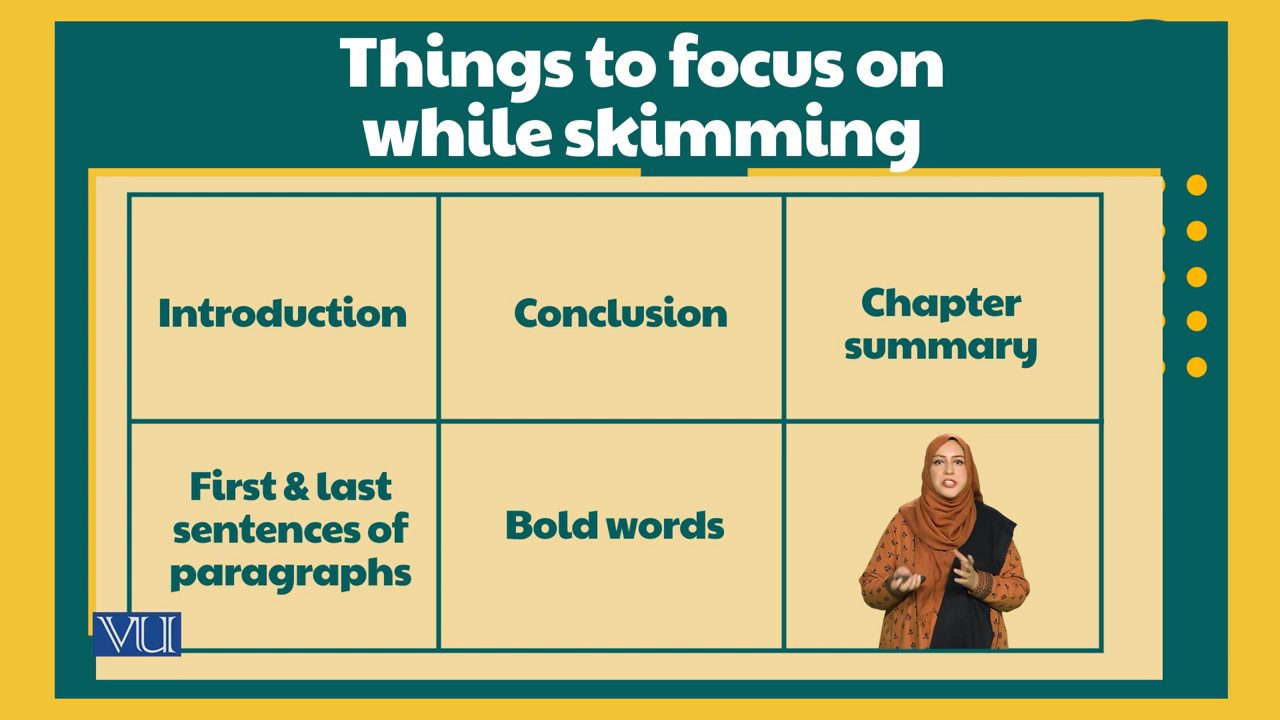 Things to focus on
while skimming
Introduction
Conclusion
Chapter
summary
First & last
sentences of
paragraphs
Bold words
VU